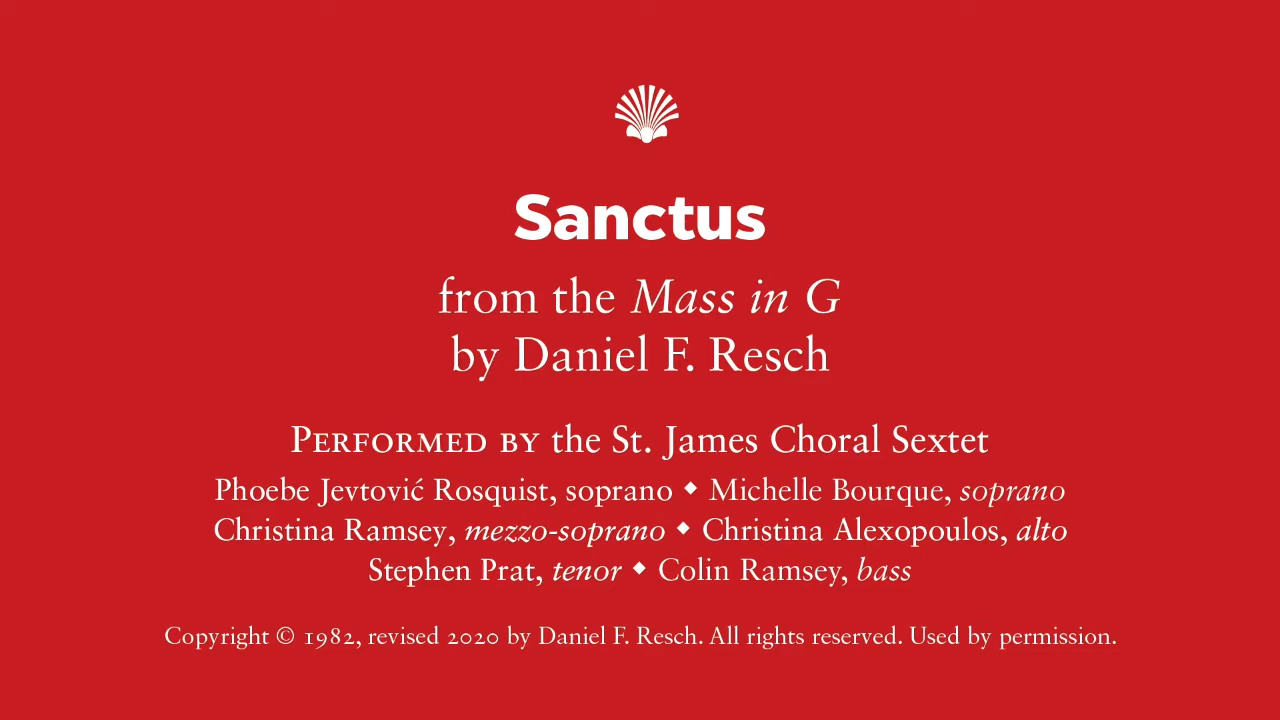 Sanctus
from the Mass in G
by Daniel F. Resch
Performed by the St. James Choral Sextet
Phoebe Jevtović Rosquist, soprano ◆ Michelle Bourque, soprano
Christina Ramsey, mezzo-soprano ◆ Christina Alexopoulos, alto
Stephen Prat, tenor ◆ Colin Ramsey, bass
Copyright © 1982, revised 2020 by Daniel F. Resch. All rights reserved. Used by permission.